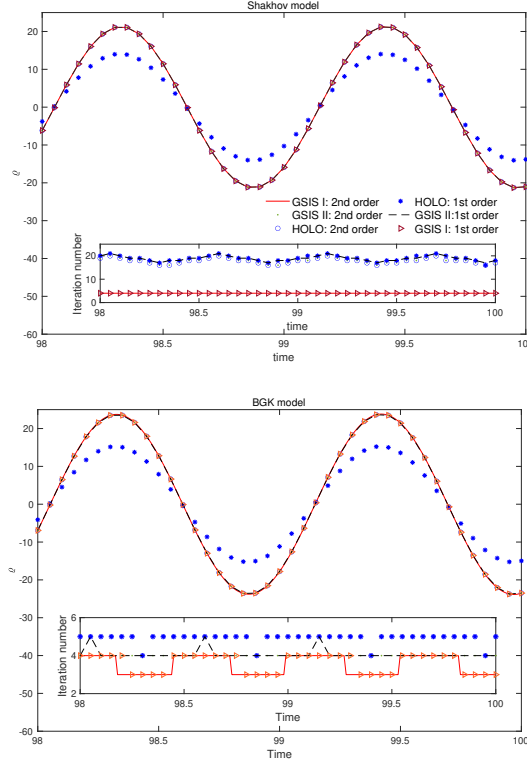 Shakhov model
20
10
0
-10
-20
-30
-40
-50
-60
ϱ
GSIS I: 2nd order
GSIS II: 2nd order
HOLO: 2nd order
HOLO: 1st order
GSIS II:1st order
GSIS I: 1st order
Iteration number
20
10
0
98 98.5 99 99.5 100
time
98 98.5 99 99.5 100
time
BGK model
20
10
0
-10
-20
-30
-40
-50
-60
ϱ
Iteration number
6
4
2
98 98.5 99 99.5 100
Time
98 98.5 99 99.5 100
Time